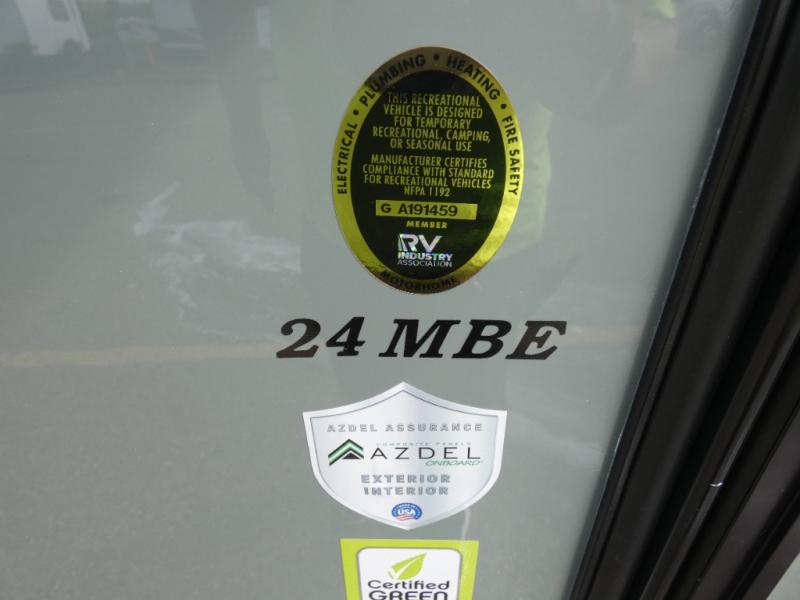 ELECTRICAL • PLUMBING • HEATING • FIRE SAFETY
THIS RECREATIONAL
VEHICLE IS DESIGNED
FOR TEMPORARY
RECREATIONAL, CAMPING,
OR SEASONAL USE
MANUFACTURER CERTIFIES
COMPLIANCE WITH STANDARD
FOR RECREATIONAL VEHICLES
NFPA 1192
G A191459
MEMBER
RV
INDUSTRY
ASSOCIATION
MOTORHOME
24 MBE
AZDEL ASSURANCE
COMPOSITE PANELS
AZDEL
ONBOARD
EXTERIOR
INTERIOR
USA
Certified
GREEN